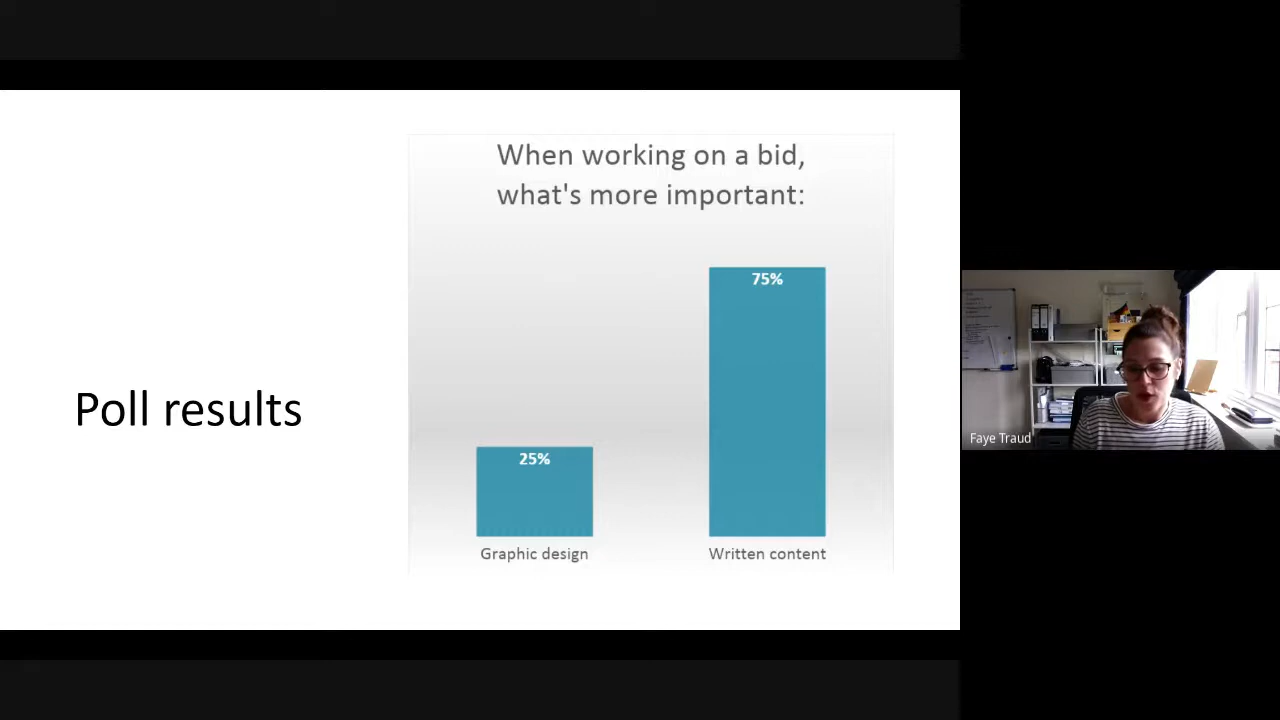 When working on a bid,
what's more important:
75%
Poll results
25%
Graphic design
Written content
Faye Traud